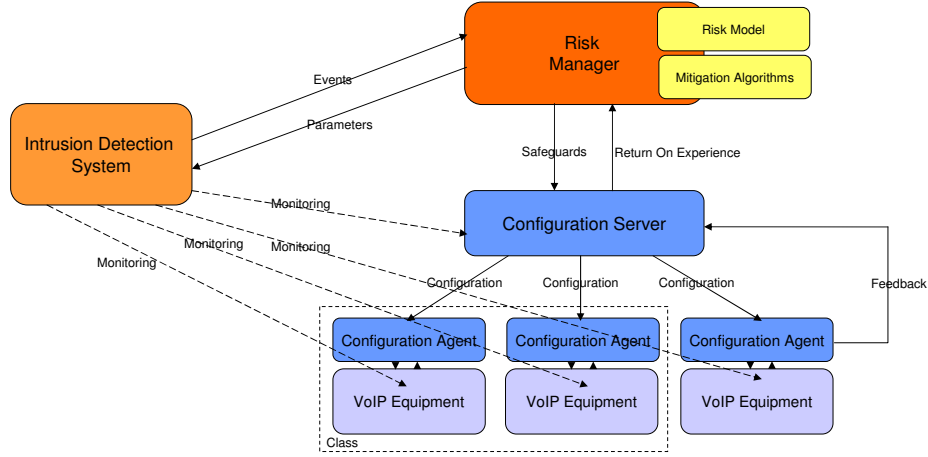 Risk Model
Risk
Manager
Mitigation Algorithms
Events
Parameters
Intrusion Detection
System
Safeguards
Return On Experience
Monitoring
Configuration Server
Monitoring
Monitoring
Monitoring
Configuration
Configuration
Configuration
Feedback
Configuration Agent
Configuration Agent
Configuration Agent
VoIP Equipment
VoIP Equipment
VoIP Equipment
Class